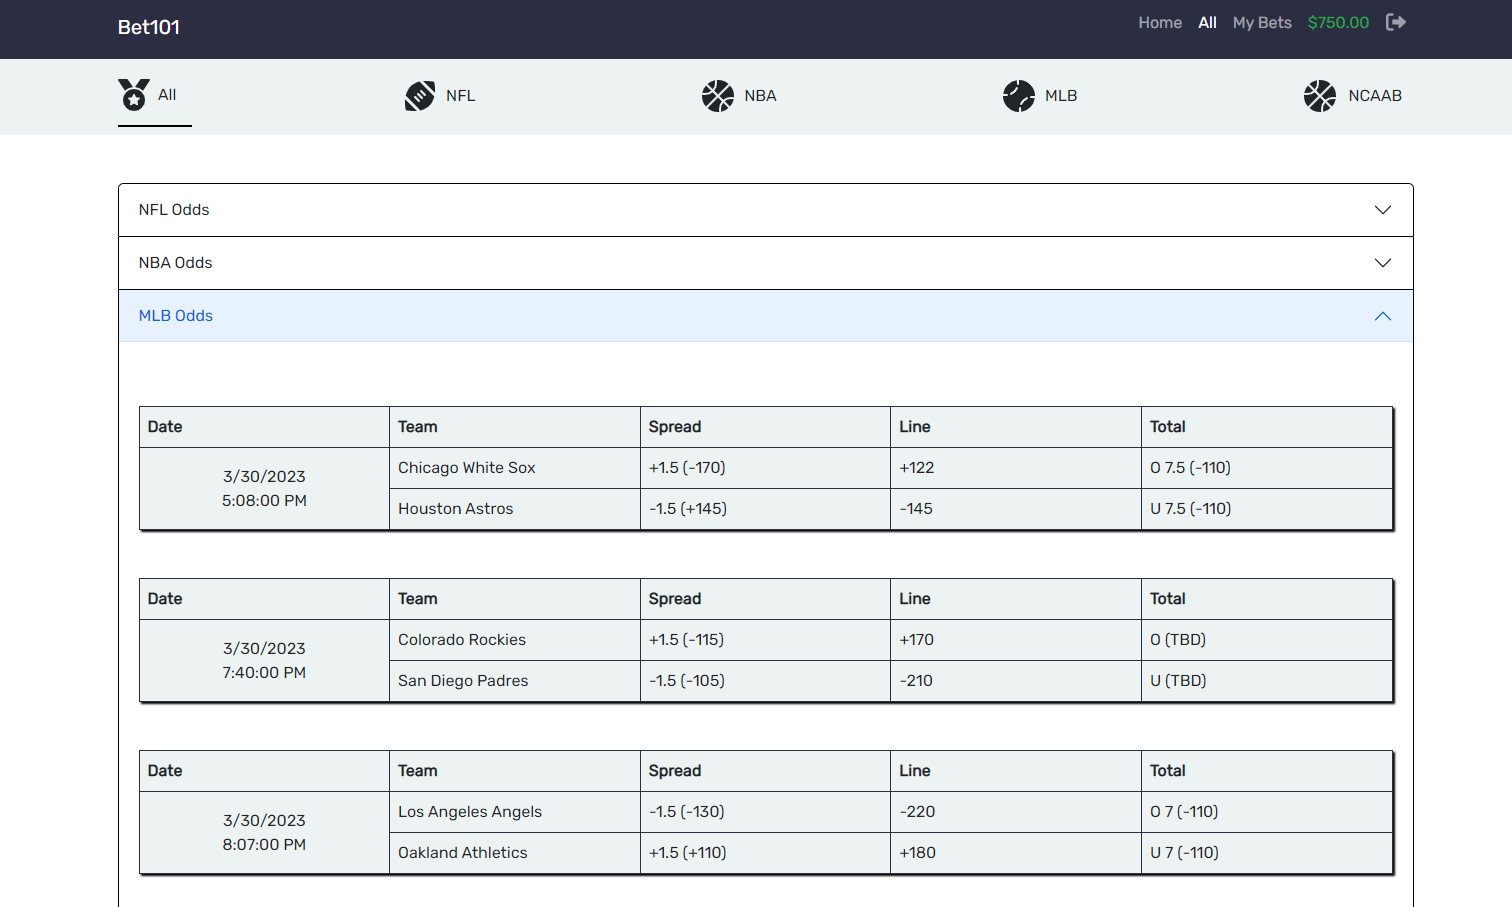 Bet101
Home All My Bets $750.00
All NFL NBA MLB NCAAB
NFL Odds
NBA Odds
MLB Odds
Date Team Spread Line Total
3/30/2023
5:08:00 PM
Chicago White Sox +1.5 (-170) +122 O 7.5 (-110)
Houston Astros -1.5 (+145) -145 U 7.5 (-110)
Date Team Spread Line Total
3/30/2023
7:40:00 PM
Colorado Rockies +1.5 (-115) +170 O (TBD)
San Diego Padres -1.5 (-105) -210 U (TBD)
Date Team Spread Line Total
3/30/2023
8:07:00 PM
Los Angeles Angels -1.5 (-130) -220 O 7 (-110)
Oakland Athletics +1.5 (+110) +180 U 7 (-110)